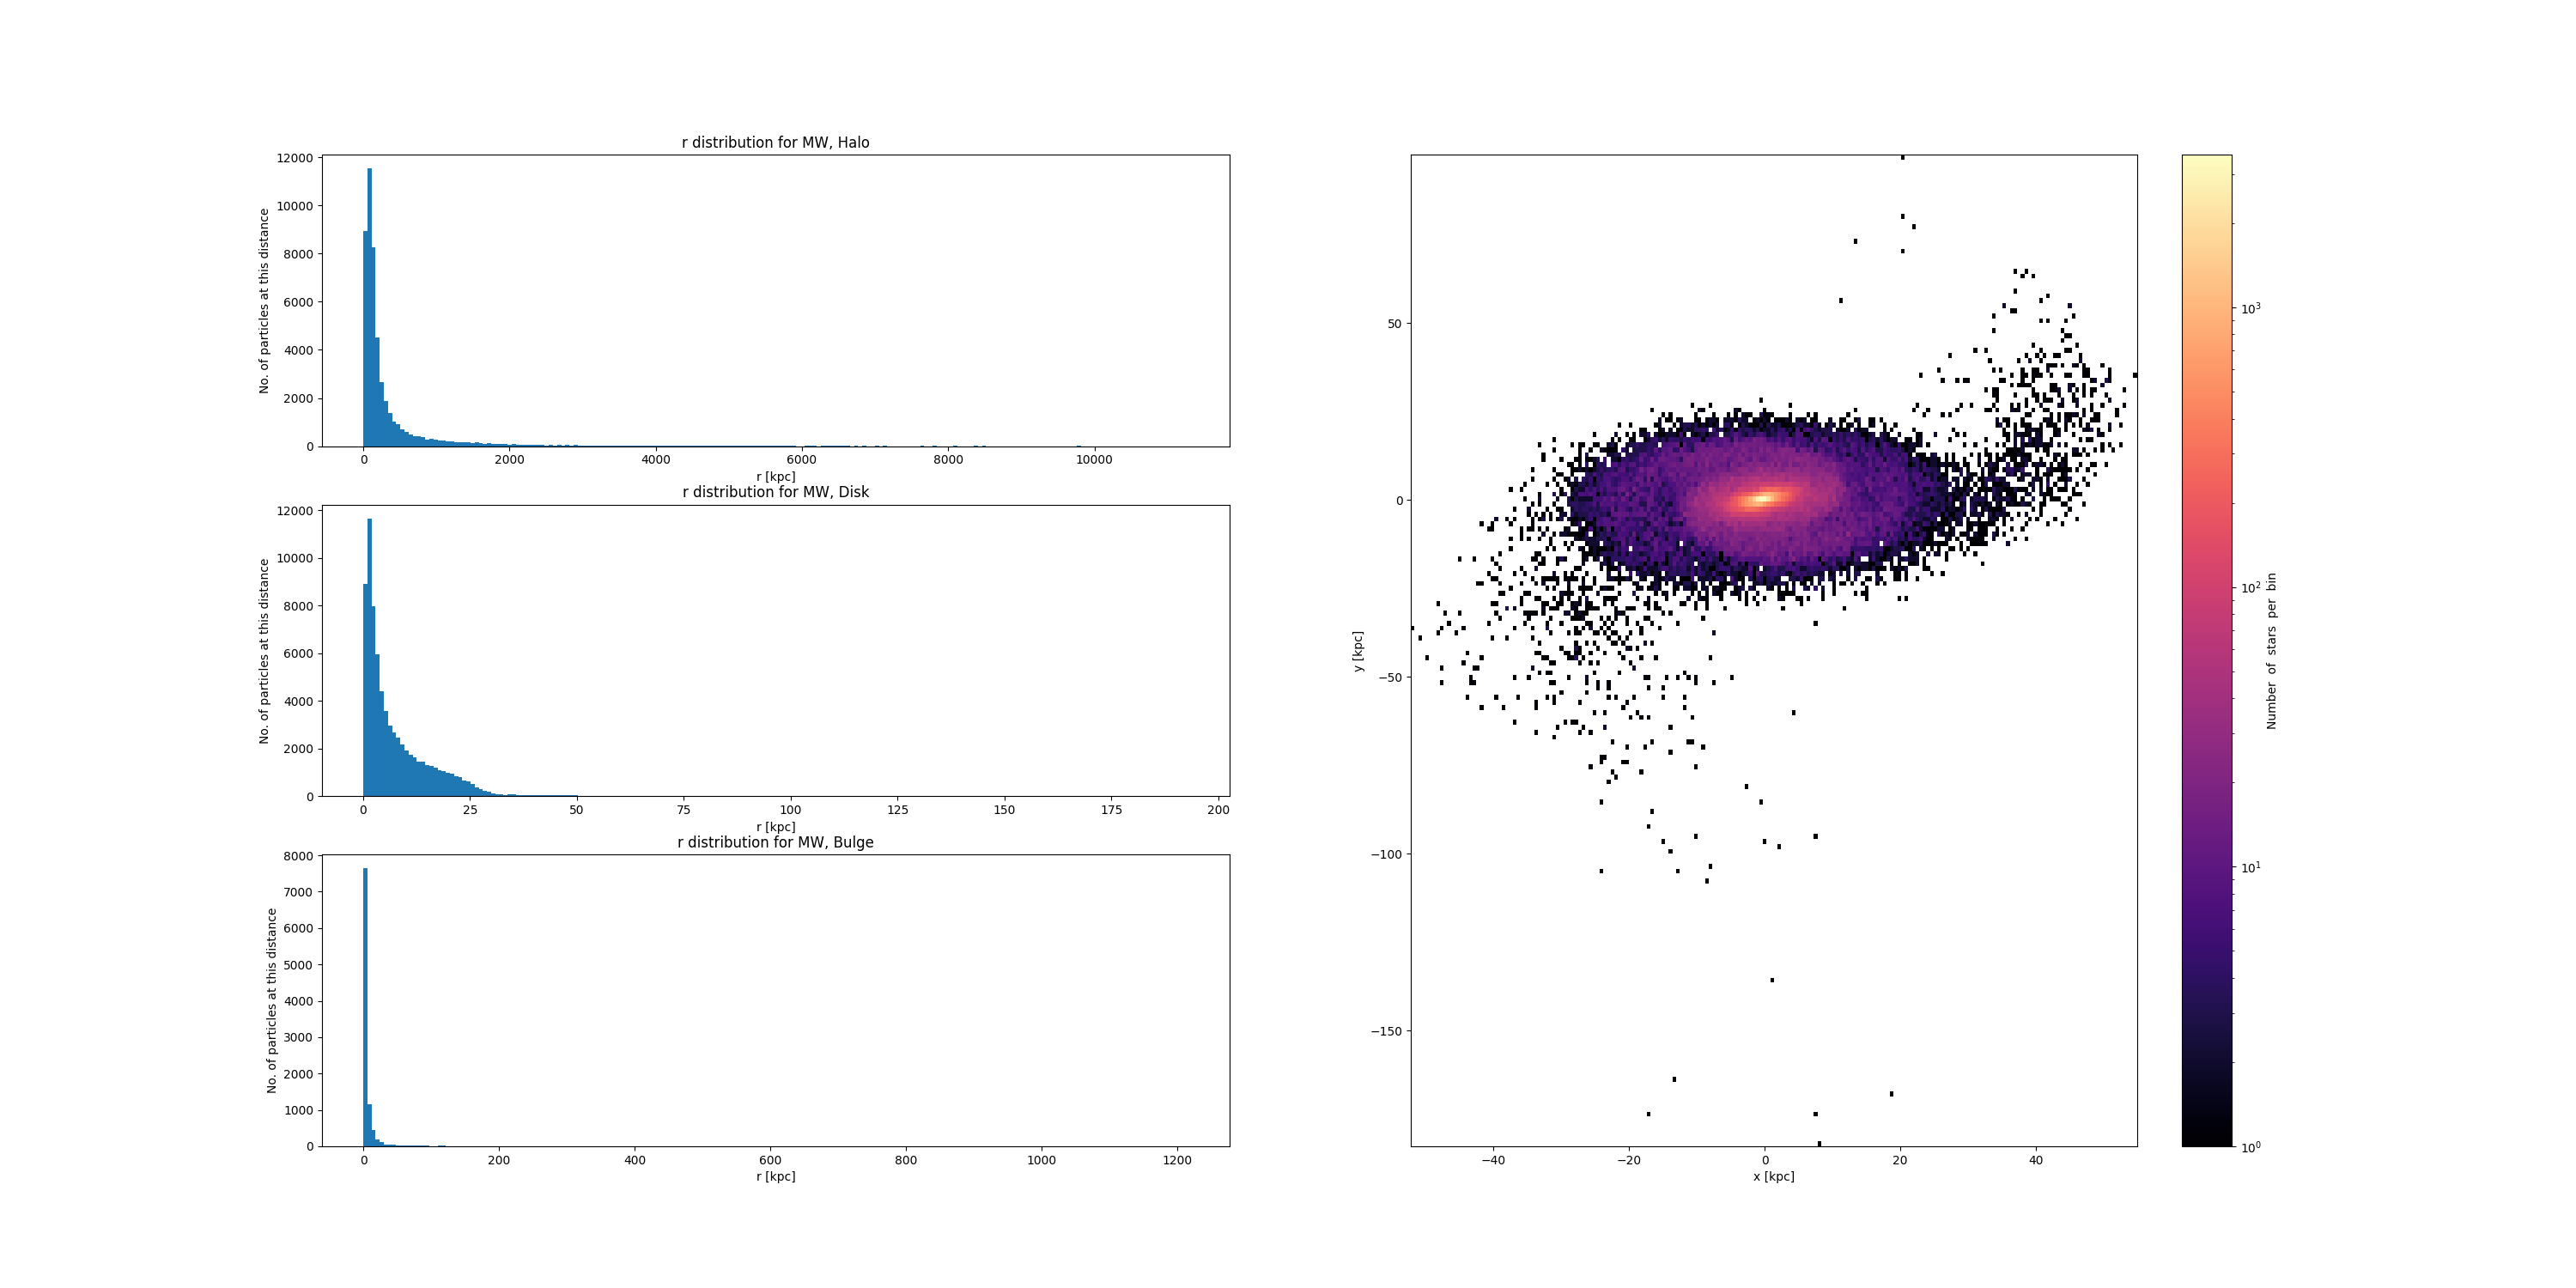 r distribution for MW, Halo
No. of particles at this distance
12000
10000
8000
6000
4000
2000
0
0 2000 4000 6000 8000 10000
r [kpc]
r distribution for MW, Disk
No. of particles at this distance
12000
10000
8000
6000
4000
2000
0
0 25 50 75 100 125 150 175 200
r [kpc]
r distribution for MW, Bulge
No. of particles at this distance
8000
7000
6000
5000
4000
3000
2000
1000
0
0 200 400 600 800 1000 1200
r [kpc]
y [kpc]
50
0
−50
−100
−150
−40 −20 0 20 40
x [kpc]
10³
10²
10¹
10⁰
Number of stars per bin